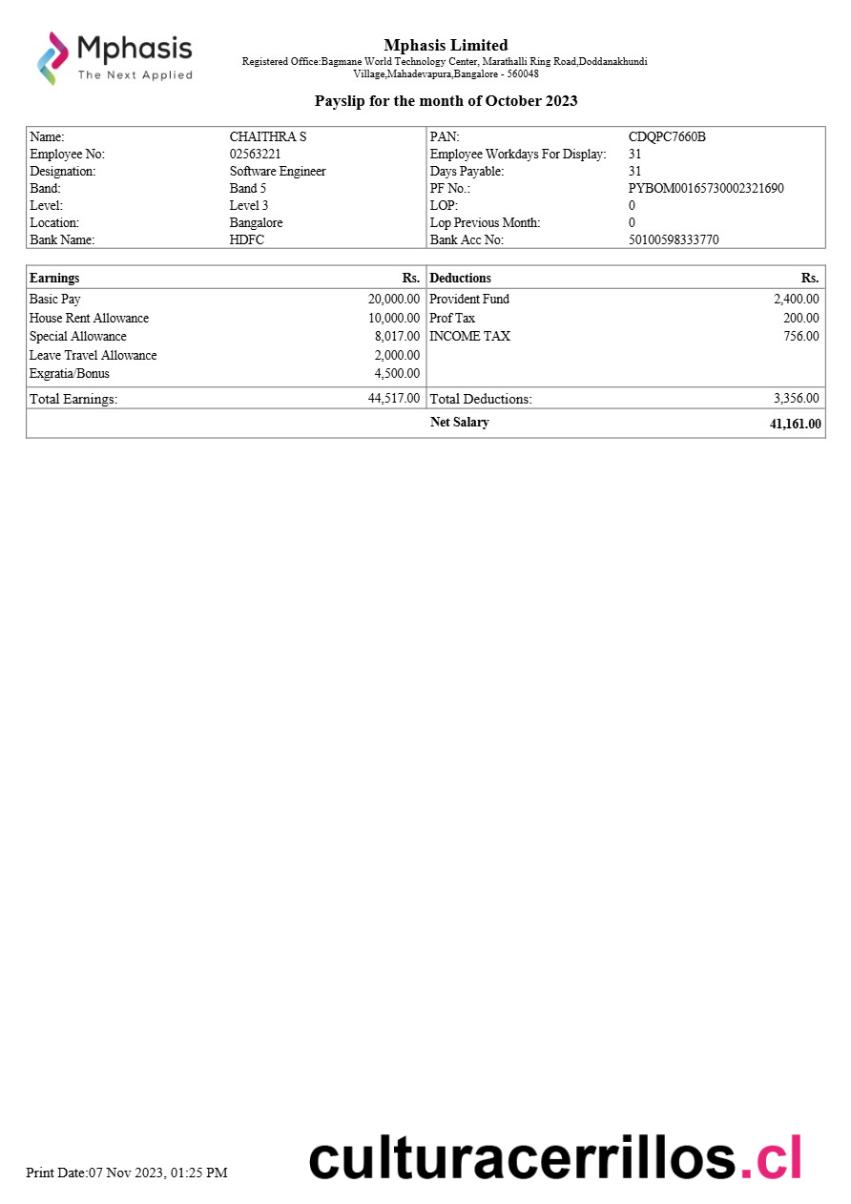 Mphasis
The Next Applied
Mphasis Limited
Registered Office:Bagmane World Technology Center, Marathalli Ring Road,Doddanakhundi
Village,Mahadevapura,Bangalore - 560048
Payslip for the month of October 2023
Name: CHAITHRA S PAN: CDQPC7660B
Employee No: 02563221 Employee Workdays For Display: 31
Designation: Software Engineer Days Payable: 31
Band: Band 5 PF No.: PYBOM00165730002321690
Level: Level 3 LOP: 0
Location: Bangalore Lop Previous Month: 0
Bank Name: HDFC Bank Acc No: 50100598333770
Earnings Rs. Deductions Rs.
Basic Pay 20,000.00 Provident Fund 2,400.00
House Rent Allowance 10,000.00 Prof Tax 200.00
Special Allowance 8,017.00 INCOME TAX 756.00
Leave Travel Allowance 2,000.00
Exgratia/Bonus 4,500.00
Total Earnings: 44,517.00 Total Deductions: 3,356.00
Net Salary 41,161.00
Print Date:07 Nov 2023, 01:25 PM
culturacerrillos.cl